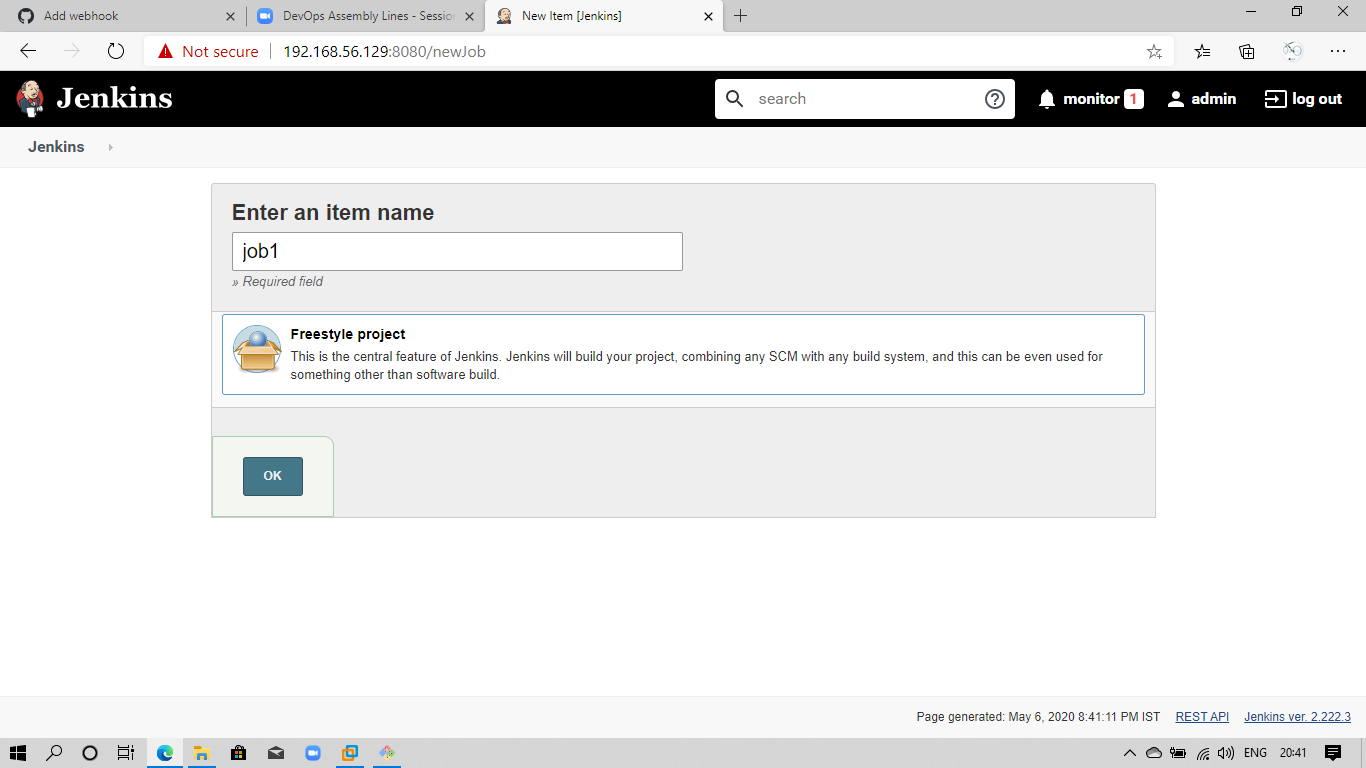 Add webhook
DevOps Assembly Lines - Session
New Item [Jenkins]
Not secure
192.168.56.129:8080/newJob
Jenkins
search
monitor 1
admin
log out
Jenkins
Enter an item name
job1
» Required field
Freestyle project
This is the central feature of Jenkins. Jenkins will build your project, combining any SCM with any build system, and this can be even used for
something other than software build.
OK
Page generated: May 6, 2020 8:41:11 PM IST
REST API
Jenkins ver. 2.222.3
ENG
20:41